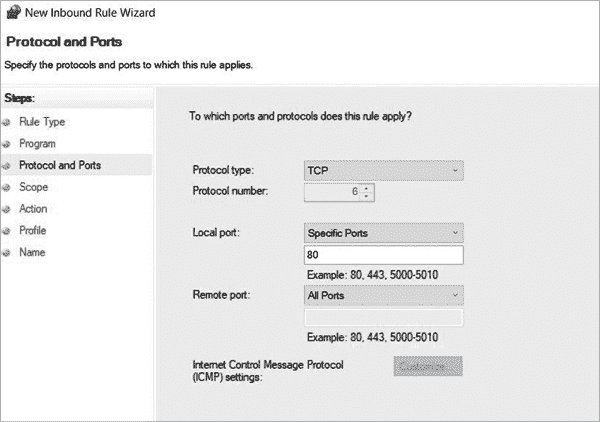 New Inbound Rule Wizard
Protocol and Ports
Specify the protocols and ports to which this rule applies.
Steps:
Rule Type
Program
Protocol and Ports
Scope
Action
Profile
Name
To which ports and protocols does this rule apply?
Protocol type: TCP
Protocol number: 6
Local port: Specific Ports
80
Example: 80, 443, 5000-5010
Remote port: All Ports
Example: 80, 443, 5000-5010
Internet Control Message Protocol Customize...
(ICMP) settings: